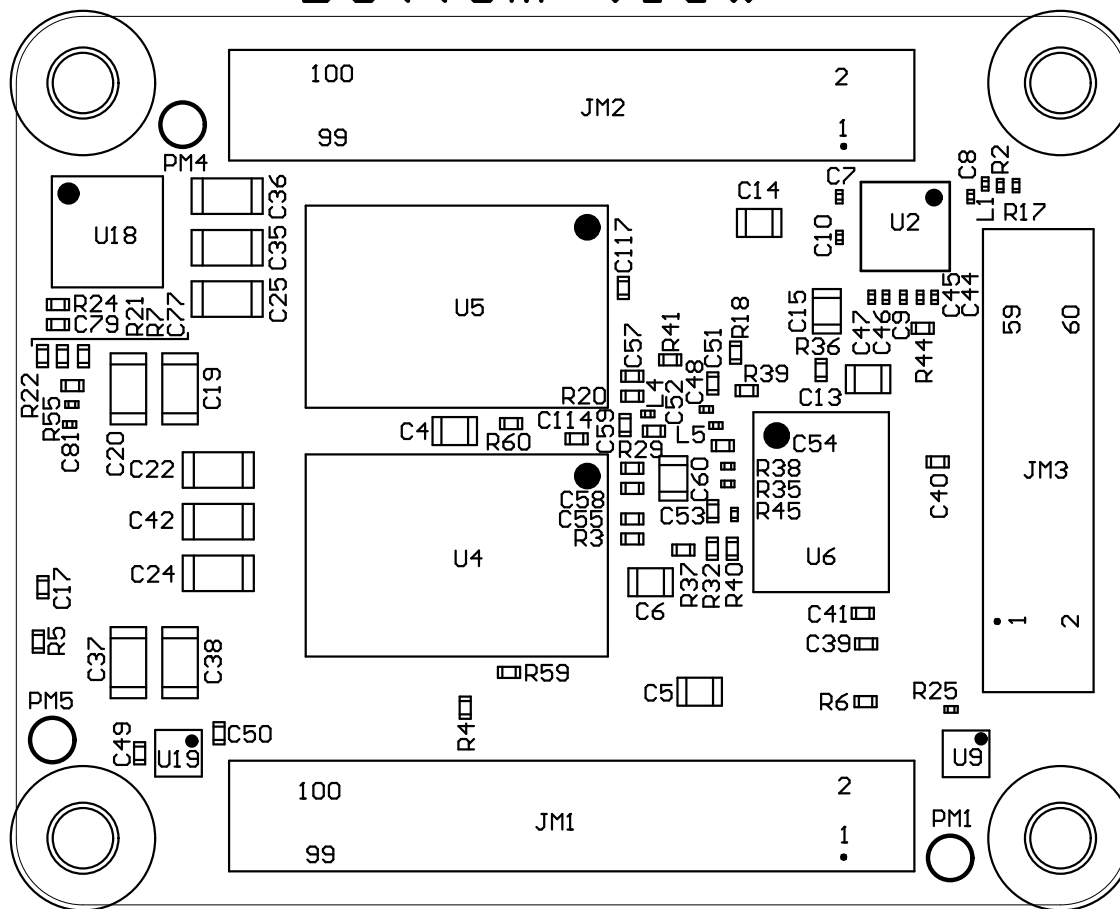 BOTTOM VIEW
100
2
JM2
99
1
PM4
C8
R2
C7
C36
C14
L1
R17
U18
C35
C10
U2
C117
C25
U5
R24
C79
R21
R7
C77
C45
C44
C15
C47
C46
C9
R44
59
60
R18
R41
C57
C51
R36
R22
C19
R20
L4
C48
R39
C13
R55
C52
C81
C20
C4
R60
C114
C59
L5
R29
C54
C22
C60
R38
JM3
R35
C40
C58
C42
C55
C53
R45
R3
U4
U6
C24
C17
R37
R32
R40
C6
C41
1
2
R5
C37
C38
C39
R59
C5
PM5
R6
R25
R4
C49
U19
C50
U9
100
2
JM1
PM1
99
1